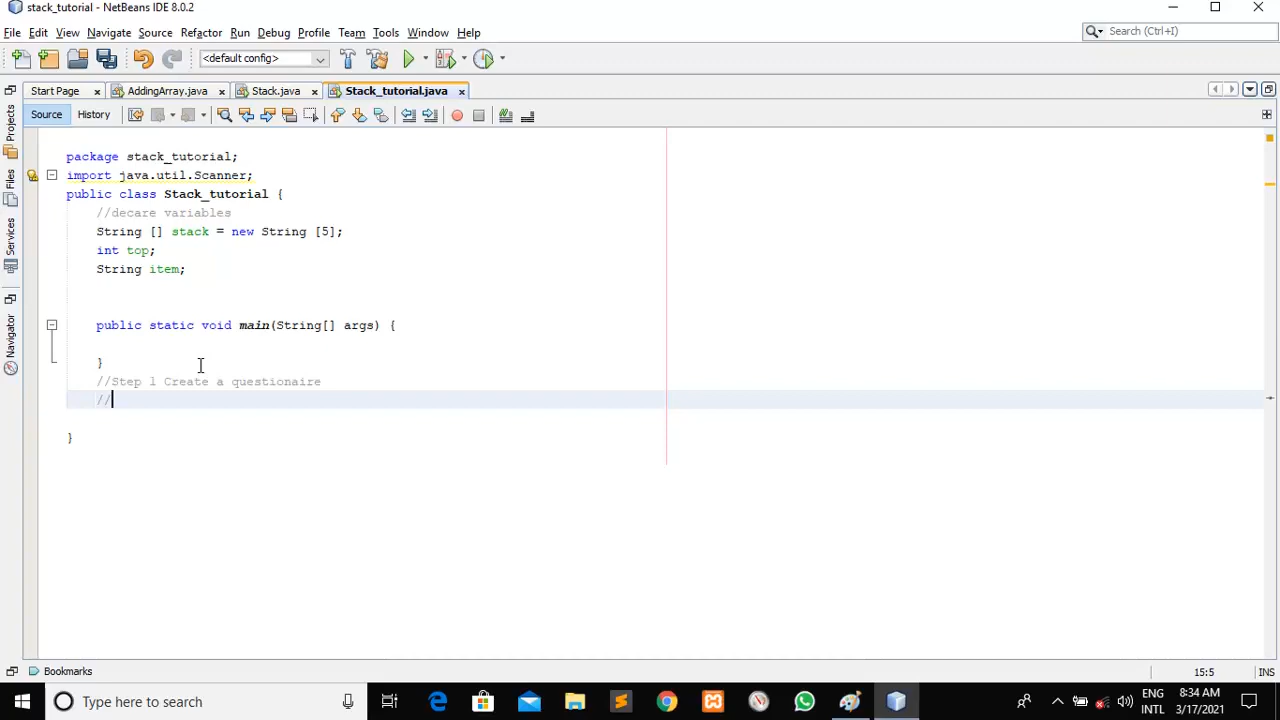 stack_tutorial - NetBeans IDE 8.0.2
File Edit View Navigate Source Refactor Run Debug Profile Team Tools Window Help
Search (Ctrl+I)
<default config>
Start Page AddingArray.java Stack.java Stack_tutorial.java
Source History
Projects
Files
Services
Navigator
package stack_tutorial;
import java.util.Scanner;
public class Stack_tutorial {
//decare variables
String [] stack = new String [5];
int top;
String item;
public static void main(String[] args) {
}
//Step 1 Create a questionaire
//
}
Bookmarks
15:5 INS
Type here to search
ENG
INTL
8:34 AM
3/17/2021